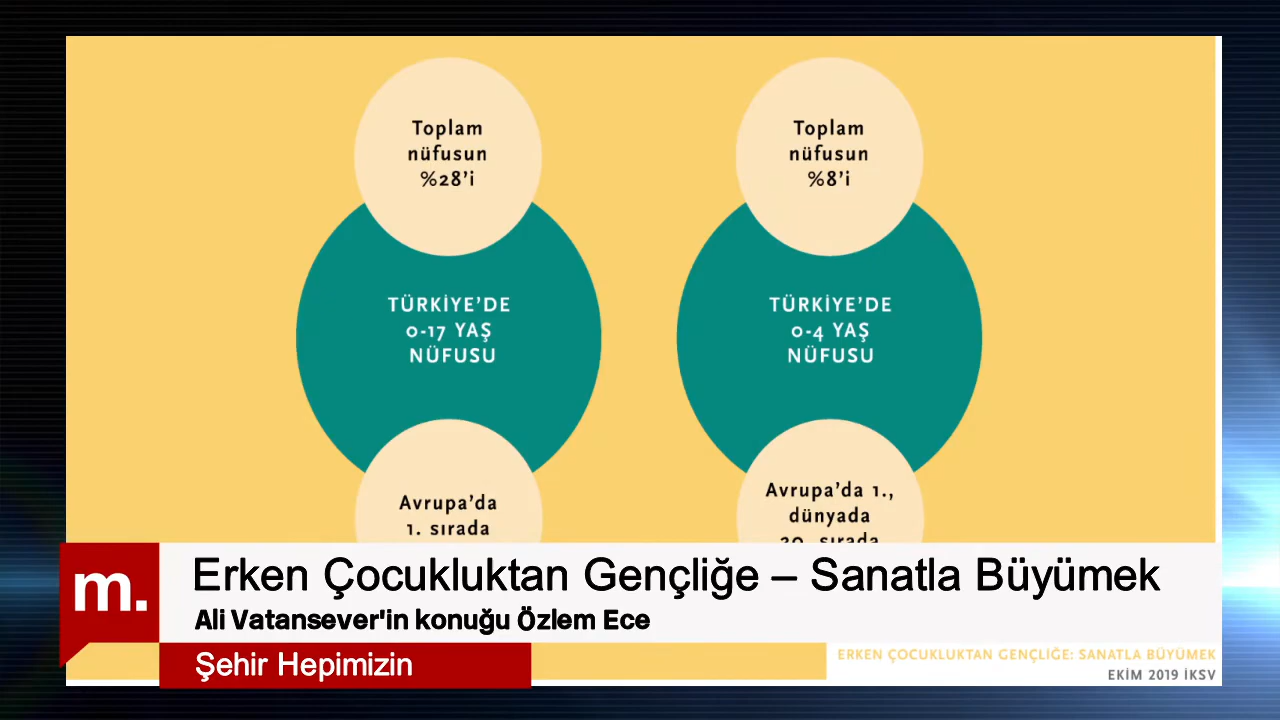 Toplam
nüfusun
%28'i
TÜRKİYE'DE
0-17 YAŞ
NÜFUSU
Avrupa'da
1. sırada
Toplam
nüfusun
%8'i
TÜRKİYE'DE
0-4 YAŞ
NÜFUSU
Avrupa'da 1.,
dünyada
20. sırada
m.
Erken Çocukluktan Gençliğe – Sanatla Büyümek
Ali Vatansever'in konuğu Özlem Ece
Şehir Hepimizin
ERKEN ÇOCUKLUKTAN GENÇLİĞE: SANATLA BÜYÜMEK
EKİM 2019 İKSV